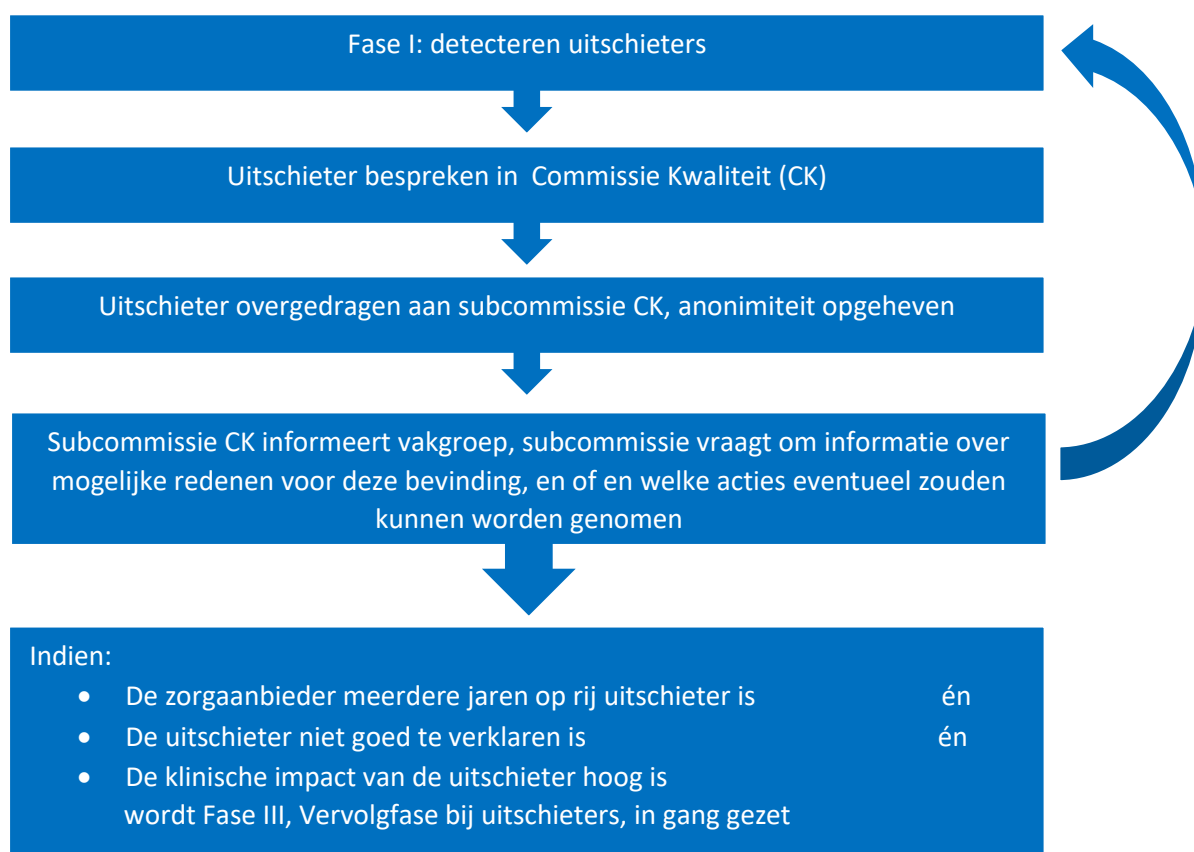 Fase I: detecteren uitschieters
Uitschieter bespreken in  Commissie Kwaliteit (CK)
Uitschieter overgedragen aan subcommissie CK, anonimiteit opgeheven
Subcommissie CK informeert vakgroep, subcommissie vraagt om informatie over
mogelijke redenen voor deze bevinding, en of en welke acties eventueel zouden
kunnen worden genomen
Indien:
• De zorgaanbieder meerdere jaren op rij uitschieter is én
• De uitschieter niet goed te verklaren is én
• De klinische impact van de uitschieter hoog is
wordt Fase III, Vervolgfase bij uitschieters, in gang gezet